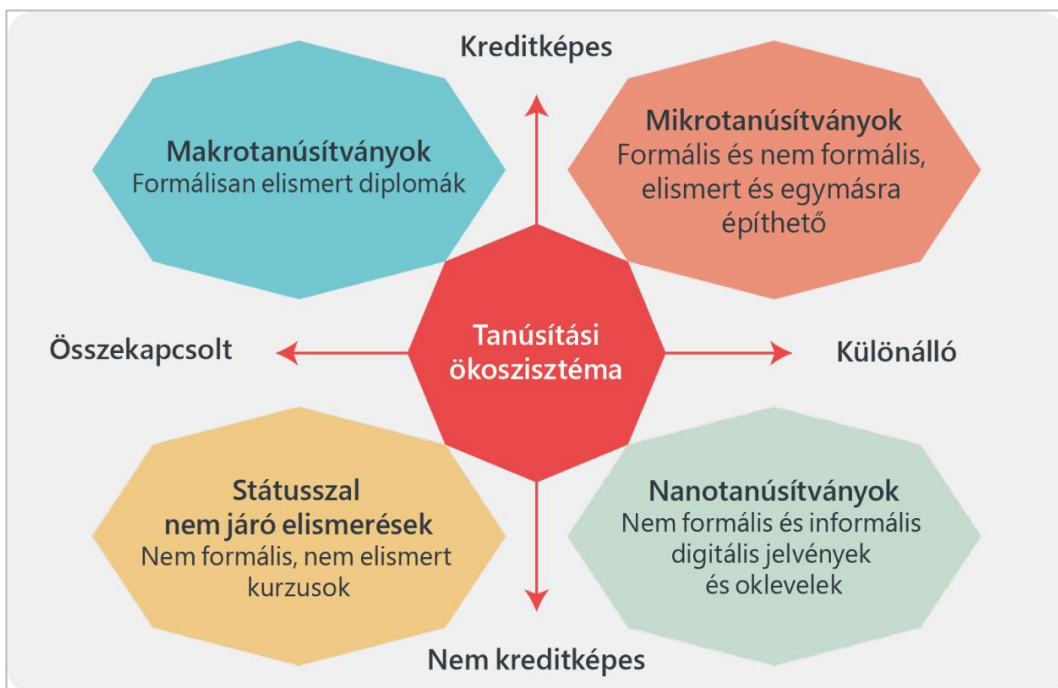 Kreditképes
Makrotanúsítványok
Formálisan elismert diplomák
Mikrotanúsítványok
Formális és nem formális,
elismert és egymásra
építhető
Összekapcsolt
Tanúsítási
ökoszisztéma
Különálló
Státusszal
nem járó elismerések
Nem formális, nem elismert
kurzusok
Nanotanúsítványok
Nem formális és informális
digitális jelvények
és oklevelek
Nem kreditképes